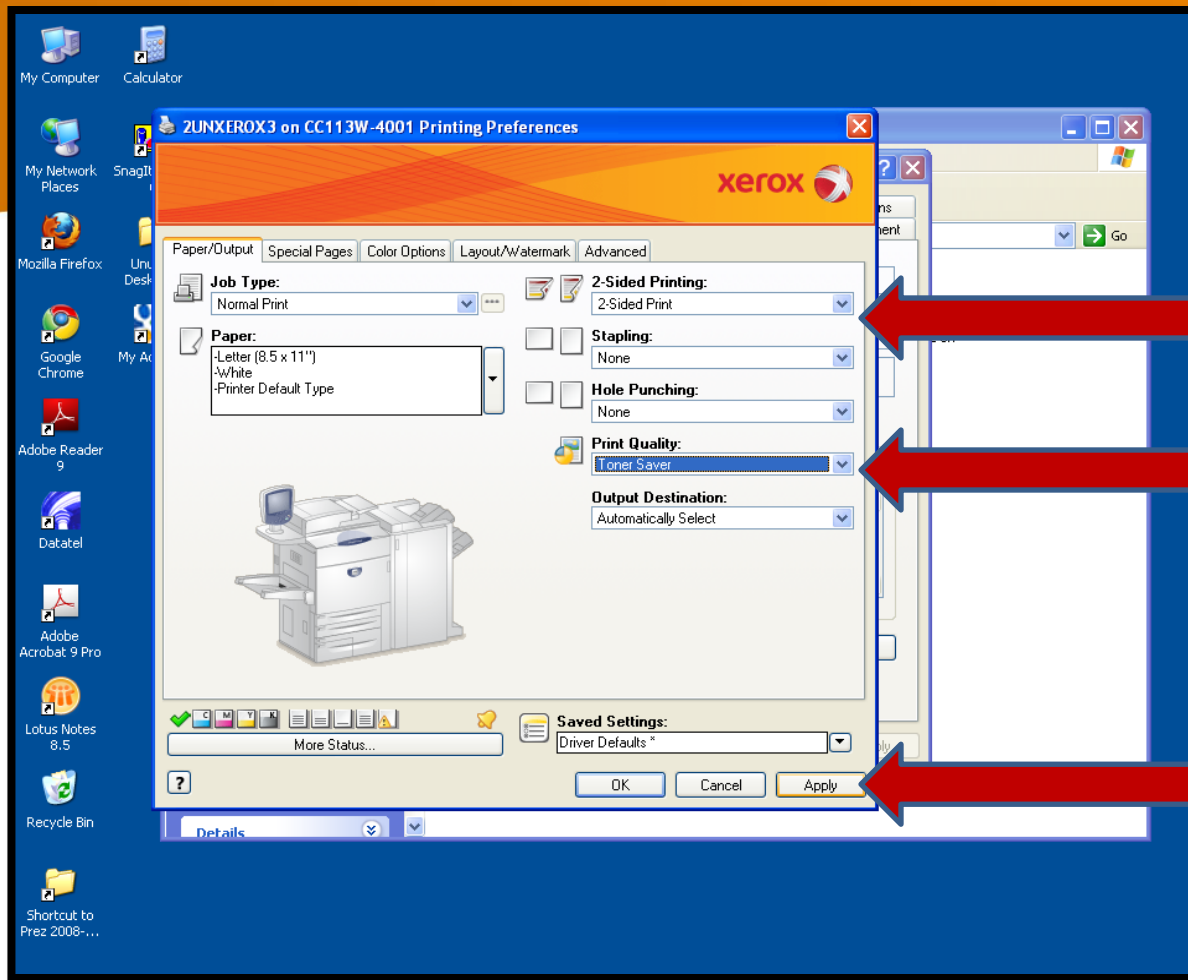 My Computer
Calculator
My Network
Places
SnagIt
Mozilla Firefox
Google
Chrome
Adobe Reader
9
Datatel
Adobe
Acrobat 9 Pro
Lotus Notes
8.5
Recycle Bin
Shortcut to
Prez 2008-...
2UNXEROX3 on CC113W-4001 Printing Preferences
xerox
Paper/Output Special Pages Color Options Layout/Watermark Advanced
Job Type:
Normal Print
Paper:
-Letter (8.5 x 11")
-White
-Printer Default Type
2-Sided Printing:
2-Sided Print
Stapling:
None
Hole Punching:
None
Print Quality:
Toner Saver
Output Destination:
Automatically Select
C M Y K
More Status...
Saved Settings:
Driver Defaults *
?
OK Cancel Apply
Go
Details